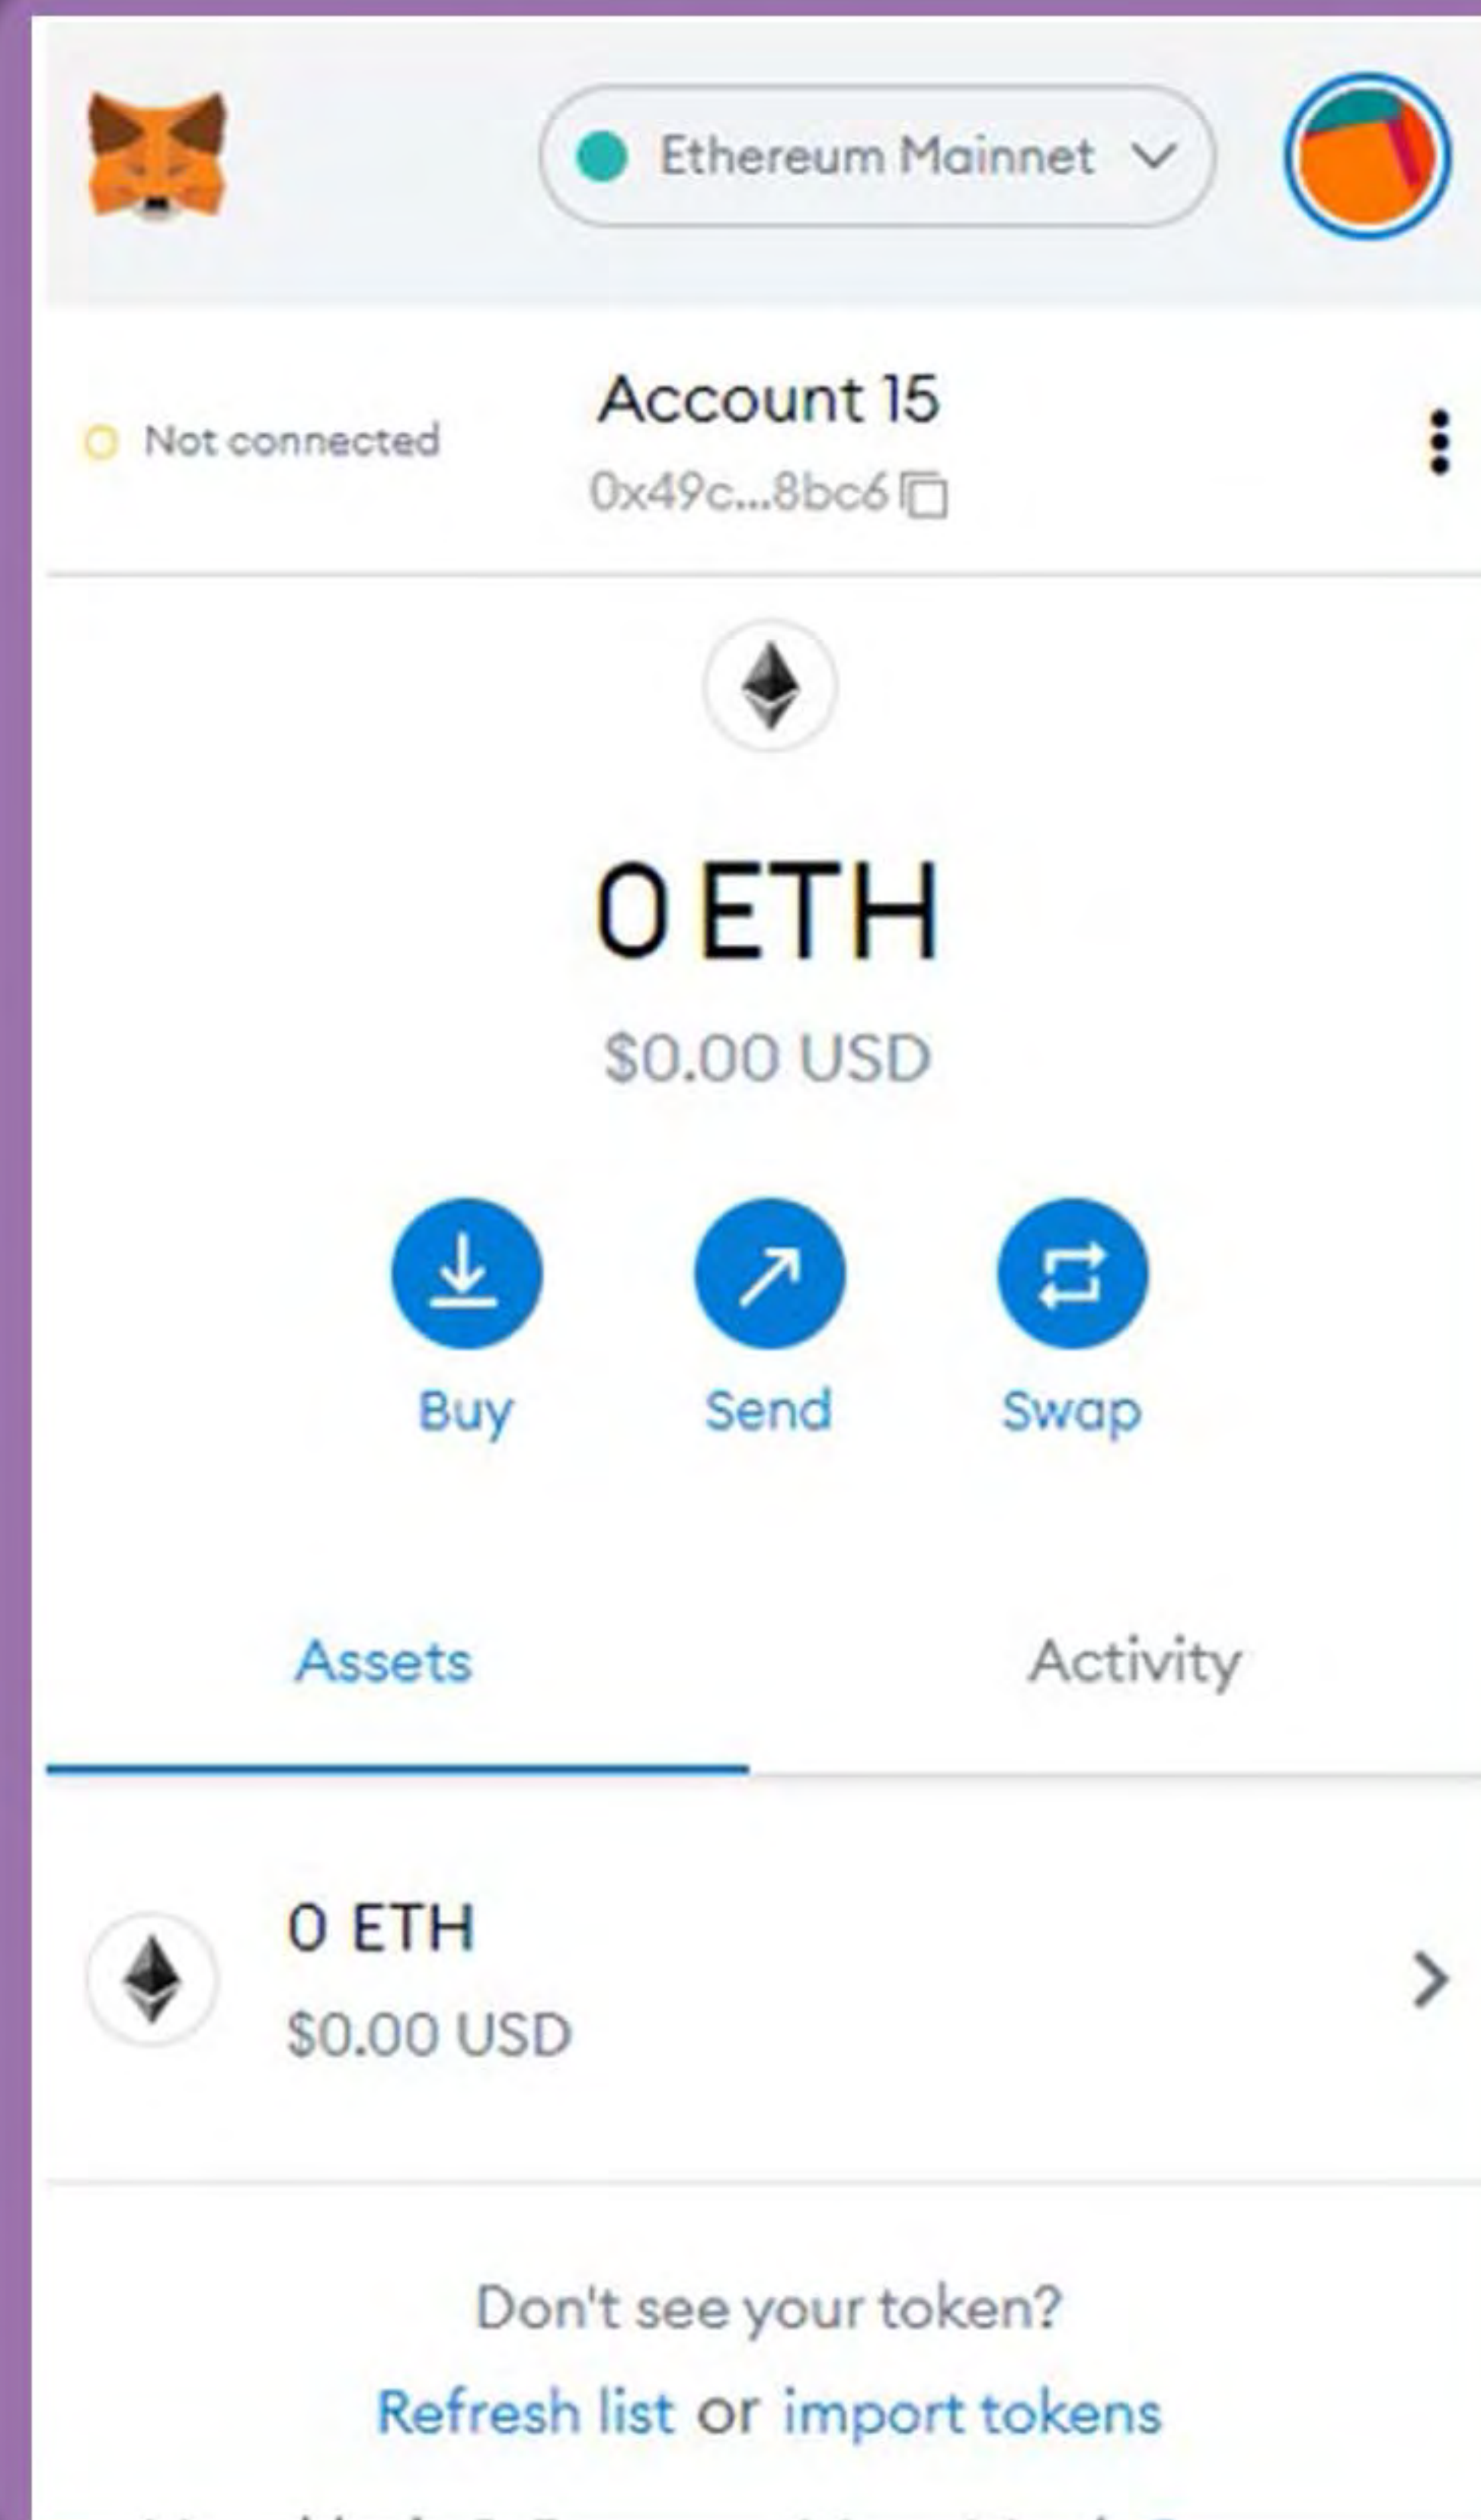 Ethereum Mainnet
Not connected
Account 15
0x49c...8bc6
0 ETH
$0.00 USD
Buy Send Swap
Assets Activity
0 ETH
$0.00 USD
Don't see your token?
Refresh list or import tokens